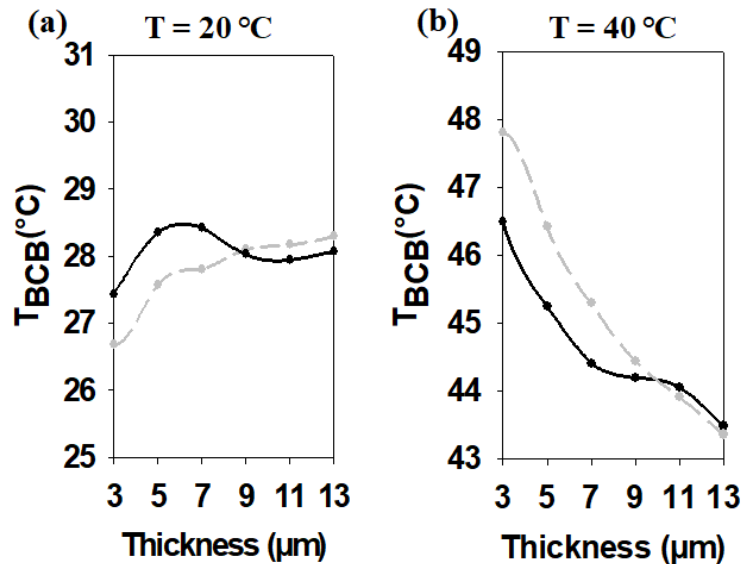 (a) T = 20 °C
31
30
29
28
27
26
25
T_BCB(°C)
3 5 7 9 11 13
Thickness (µm)
(b) T = 40 °C
49
48
47
46
45
44
43
T_BCB(°C)
3 5 7 9 11 13
Thickness (µm)